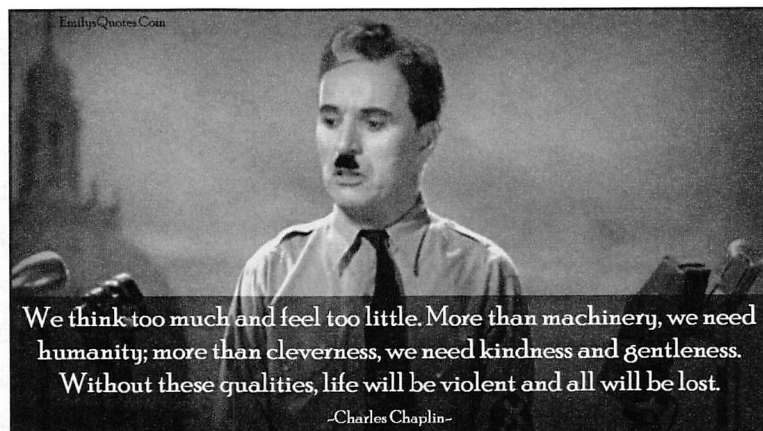 EmilysQuotes.Com
We think too much and feel too little. More than machinery, we need
humanity; more than cleverness, we need kindness and gentleness.
Without these qualities, life will be violent and all will be lost.
~Charles Chaplin~